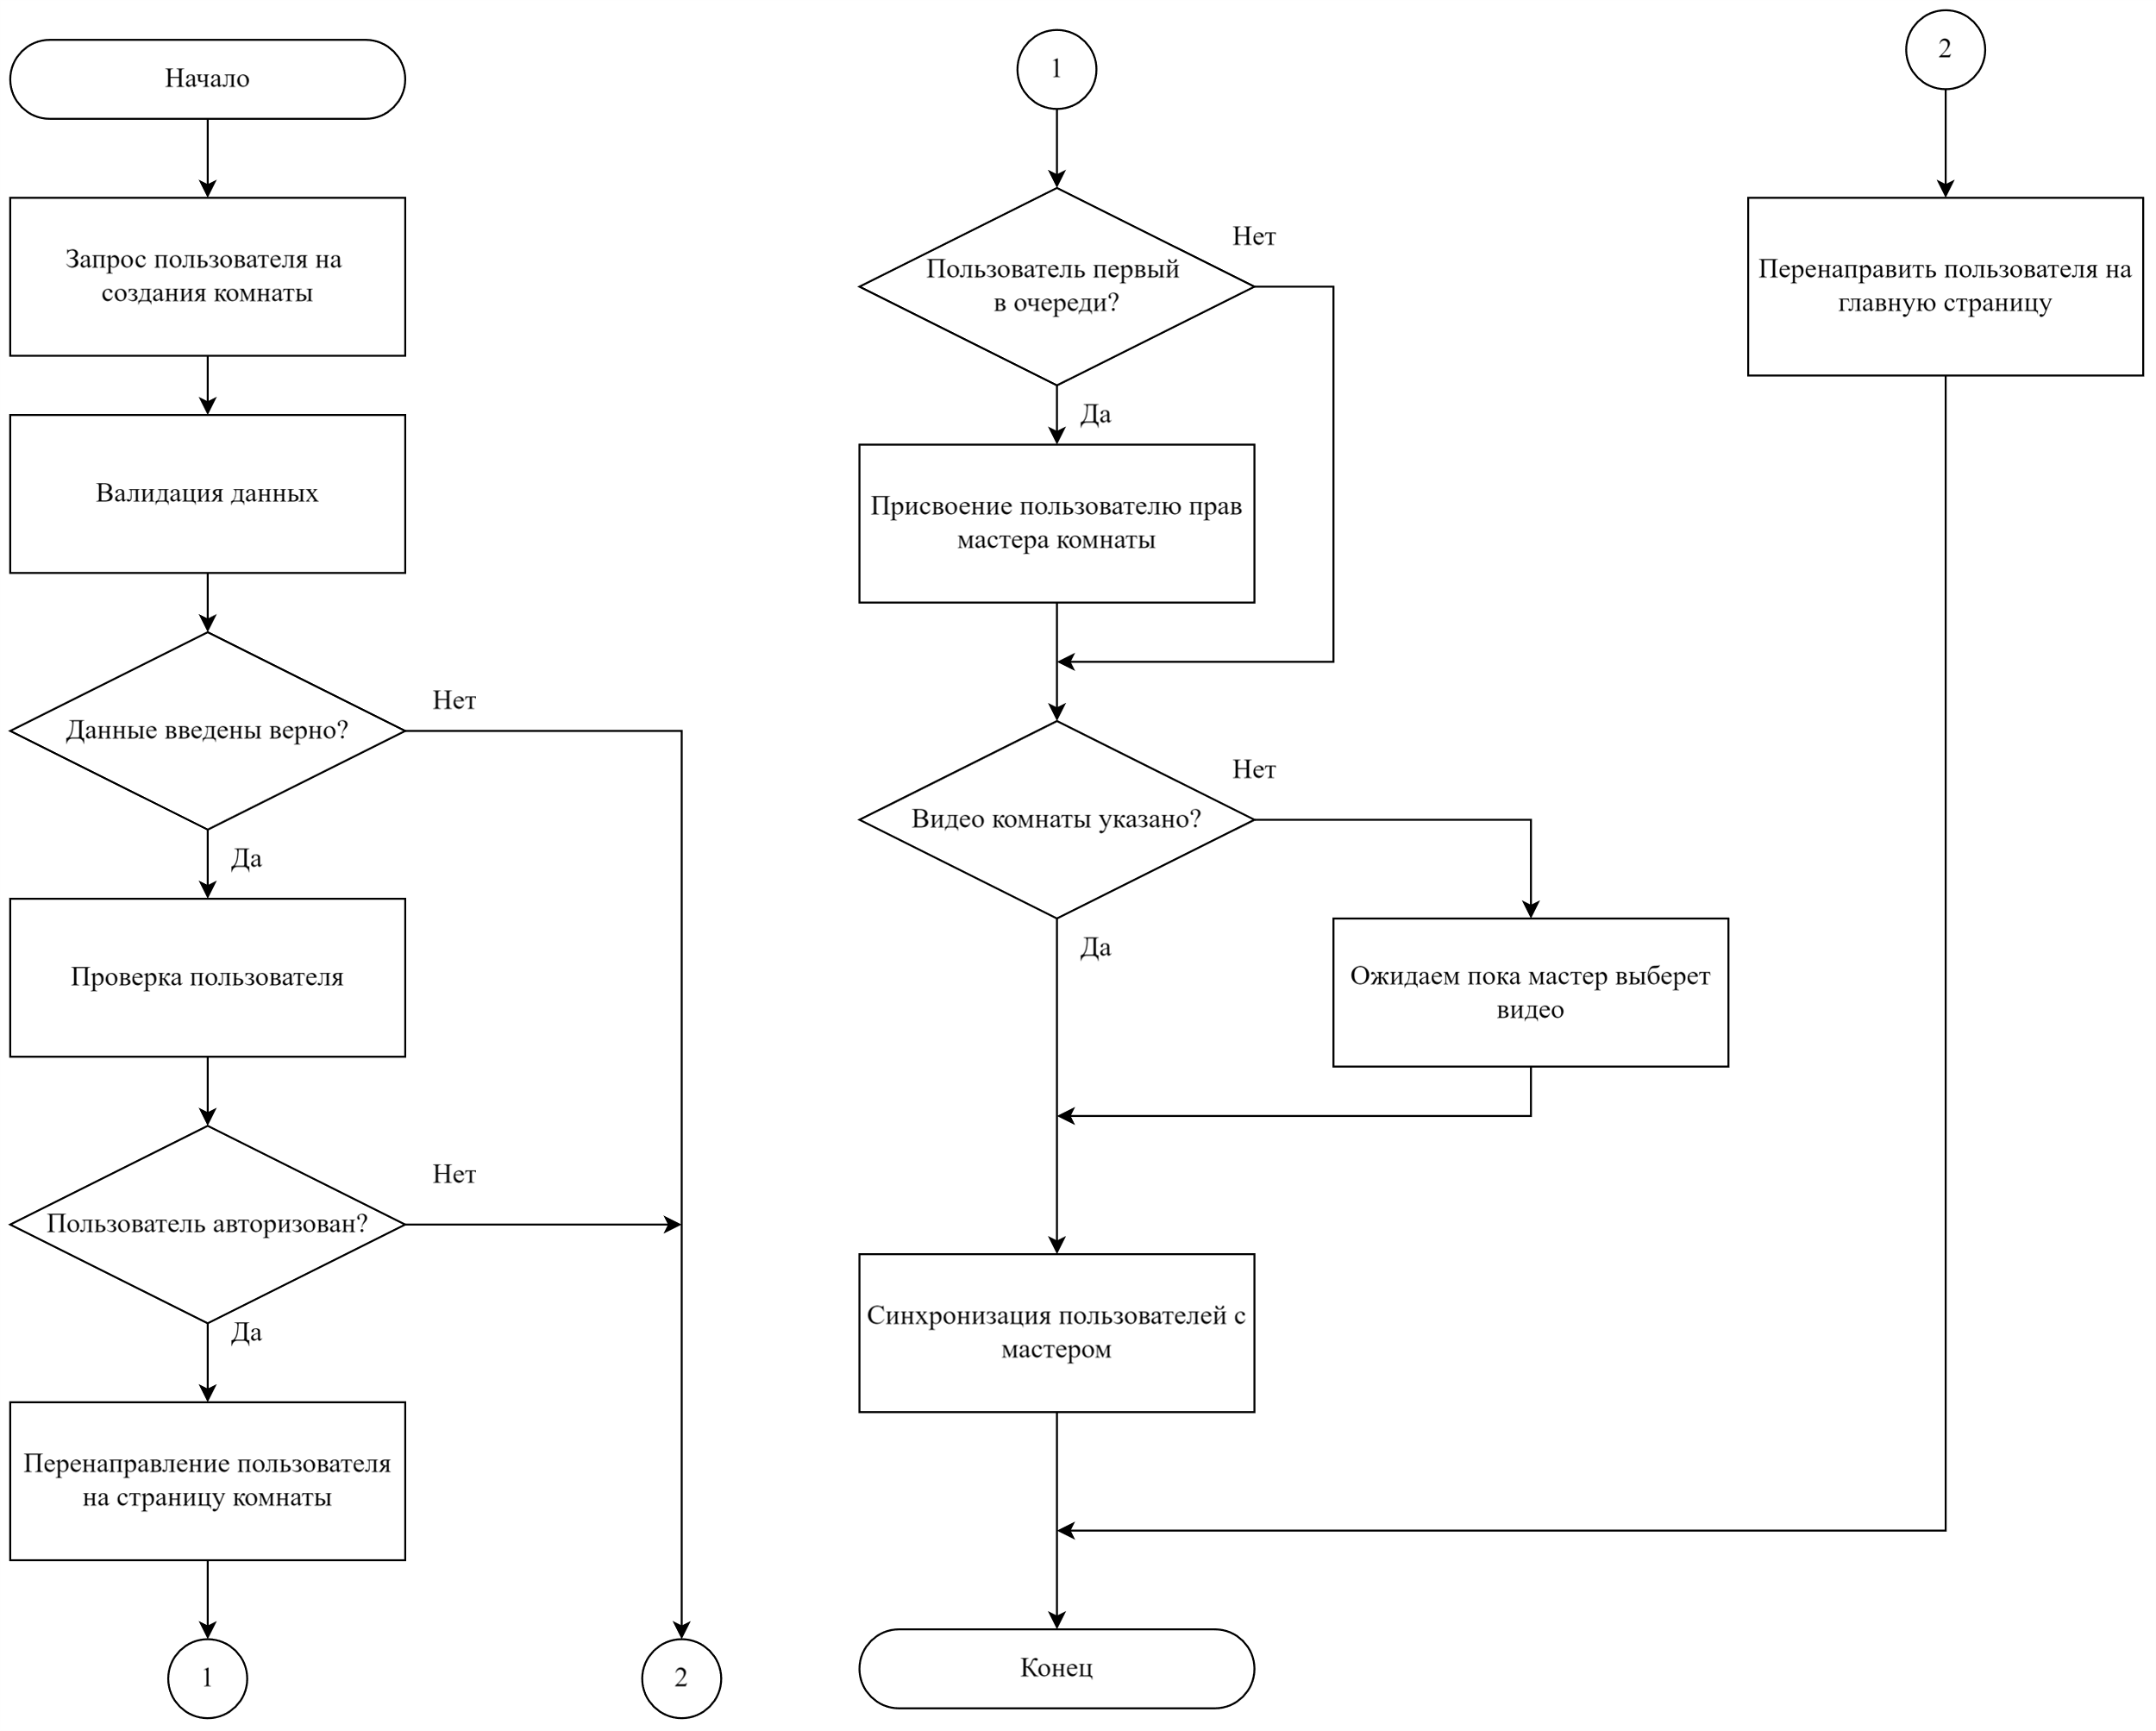 Начало
Запрос пользователя на
создания комнаты
Валидация данных
Данные введены верно?
Нет
Да
Проверка пользователя
Пользователь авторизован?
Нет
Да
Перенаправление пользователя
на страницу комнаты
1
2
1
Пользователь первый
в очереди?
Нет
Да
Присвоение пользователю прав
мастера комнаты
Видео комнаты указано?
Нет
Да
Ожидаем пока мастер выберет
видео
Синхронизация пользователей с
мастером
Конец
2
Перенаправить пользователя на
главную страницу